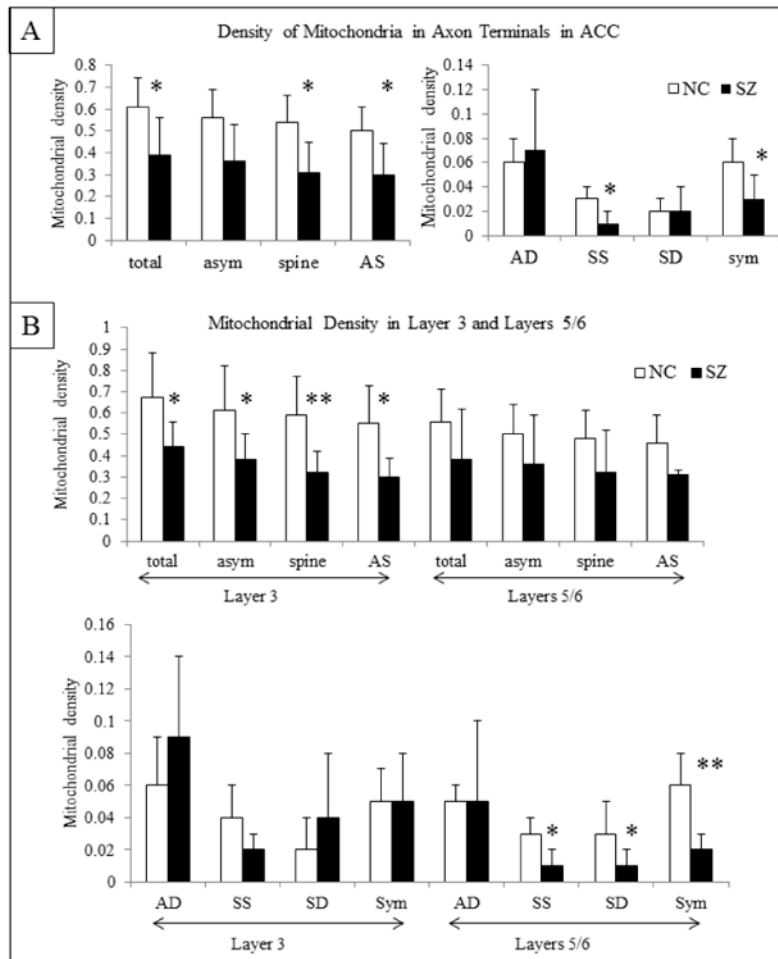 A
Density of Mitochondria in Axon Terminals in ACC
Mitochondrial density
0.8
0.7
0.6
0.5
0.4
0.3
0.2
0.1
0
* * *
total asym spine AS
Mitochondrial density
0.14
0.12
0.1
0.08
0.06
0.04
0.02
0
NC SZ
* *
AD SS SD sym
B
Mitochondrial Density in Layer 3 and Layers 5/6
Mitochondrial density
1
0.9
0.8
0.7
0.6
0.5
0.4
0.3
0.2
0.1
0
NC SZ
* * ** *
total asym spine AS total asym spine AS
Layer 3 Layers 5/6
Mitochondrial density
0.16
0.14
0.12
0.1
0.08
0.06
0.04
0.02
0
* * **
AD SS SD Sym AD SS SD Sym
Layer 3 Layers 5/6